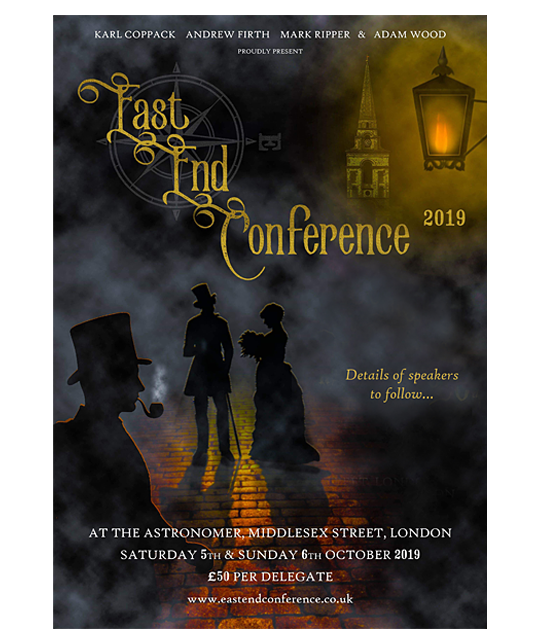 KARL COPPACK ANDREW FIRTH MARK RIPPER & ADAM WOOD
PROUDLY PRESENT
East
E
End
Conference 2019
Details of speakers
to follow...
AT THE ASTRONOMER, MIDDLESEX STREET, LONDON
SATURDAY 5TH & SUNDAY 6TH OCTOBER 2019
£50 PER DELEGATE
www.eastendconference.co.uk